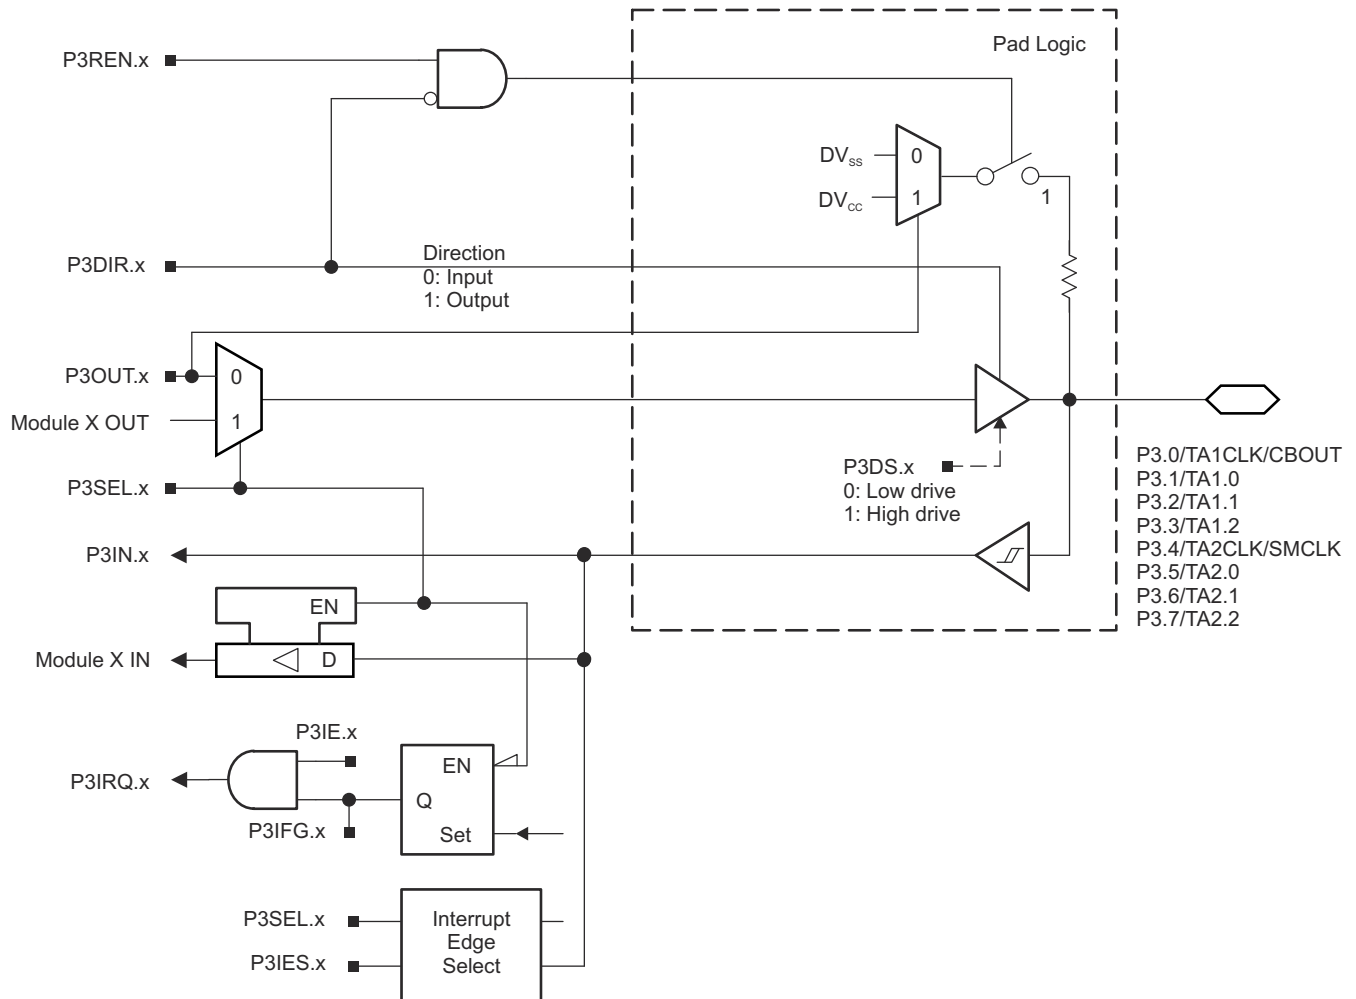 Pad Logic
P3REN.x
DVSS
0
DVCC
1
1
P3DIR.x
Direction
0: Input
1: Output
P3OUT.x
0
Module X OUT
1
P3SEL.x
P3DS.x
0: Low drive
1: High drive
P3.0/TA1CLK/CBOUT
P3.1/TA1.0
P3.2/TA1.1
P3.3/TA1.2
P3.4/TA2CLK/SMCLK
P3.5/TA2.0
P3.6/TA2.1
P3.7/TA2.2
P3IN.x
EN
Module X IN
D
P3IE.x
P3IRQ.x
EN
Q
P3IFG.x
Set
P3SEL.x
P3IES.x
Interrupt
Edge
Select